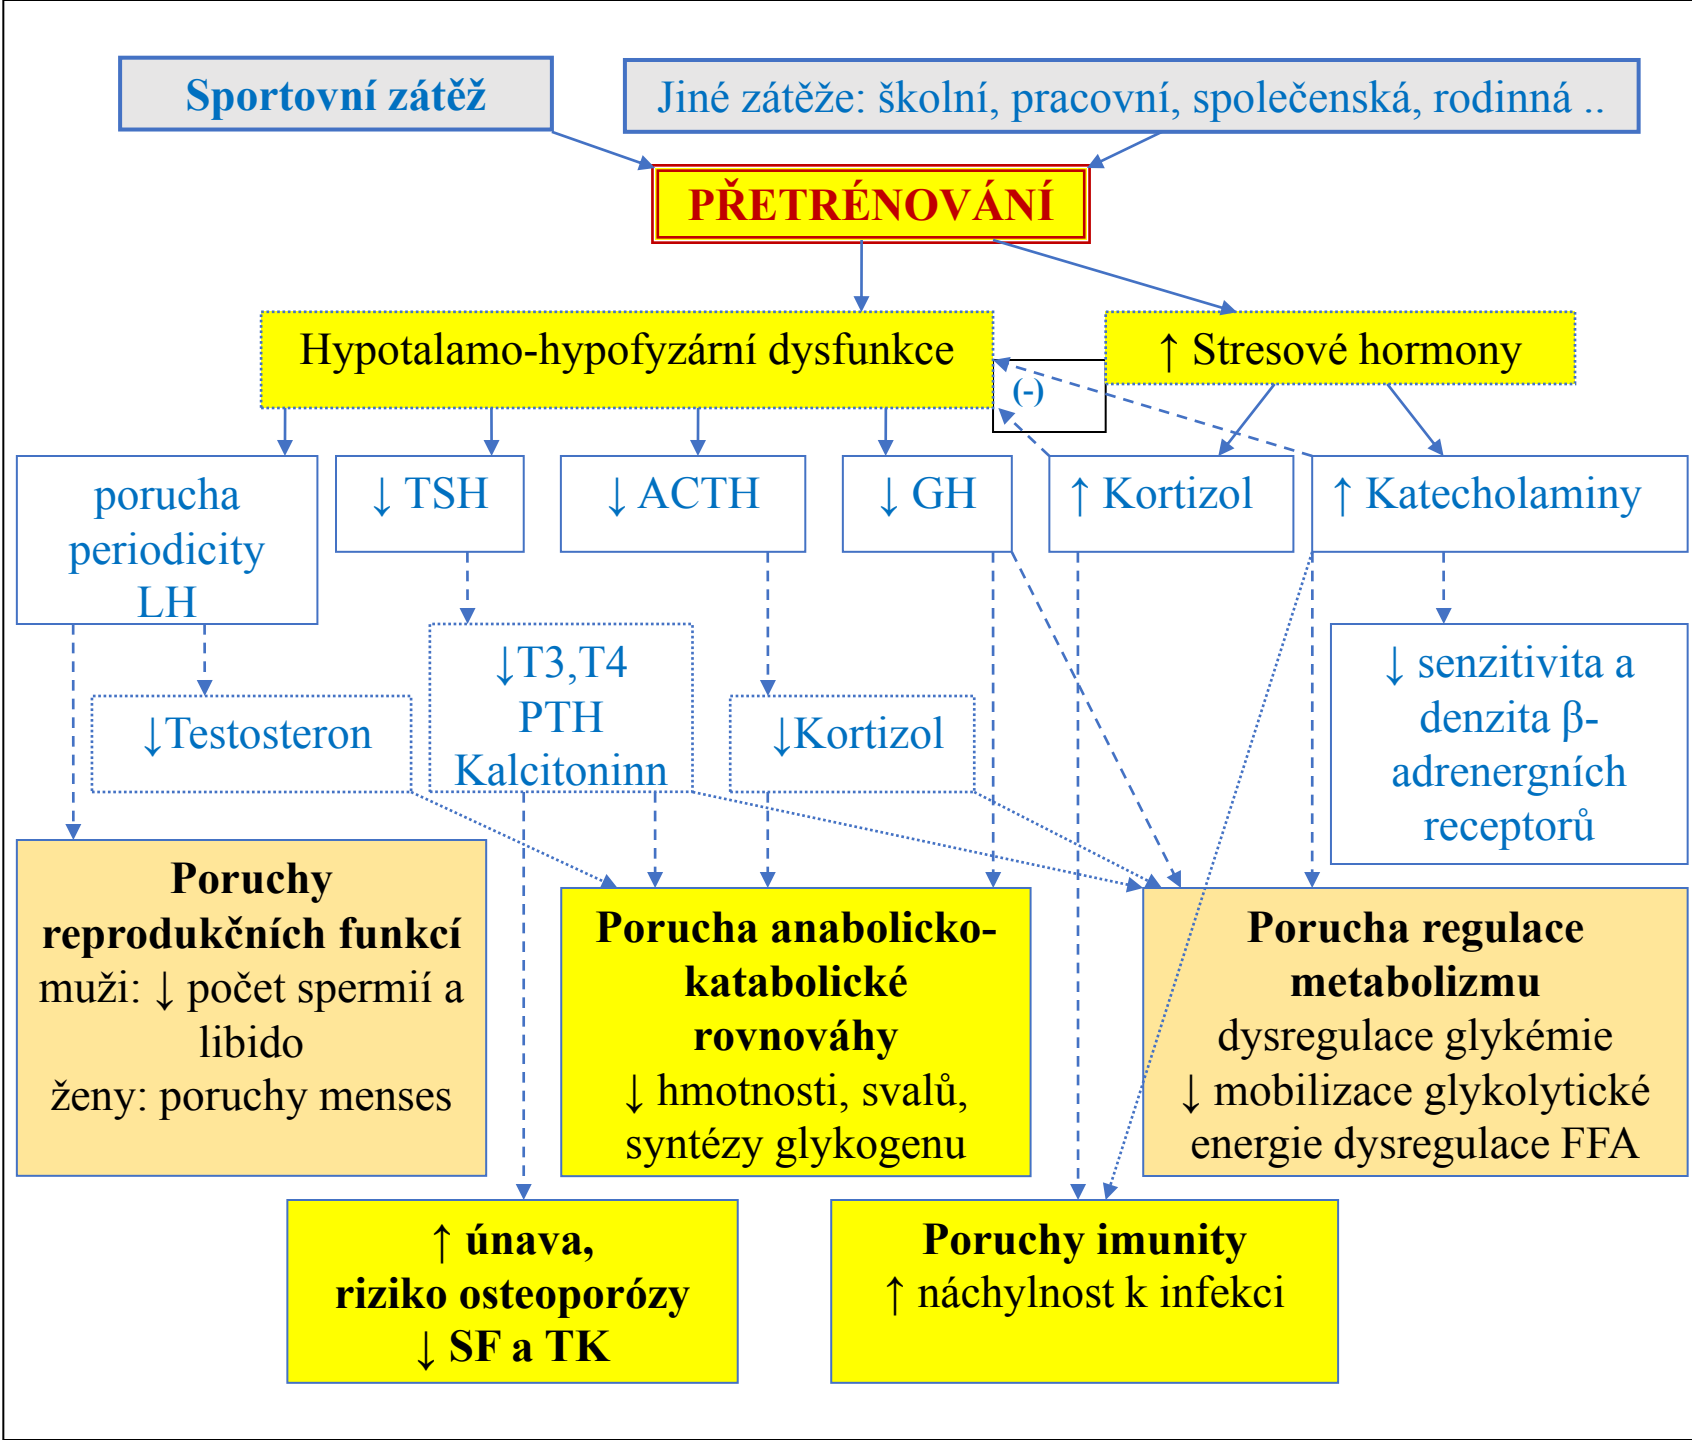 Sportovní zátěž
Jiné zátěže: školní, pracovní, společenská, rodinná ..
PŘETRÉNOVÁNÍ
Hypotalamo-hypofyzární dysfunkce
↑ Stresové hormony
(-)
porucha
periodicity
LH
↓ TSH
↓ ACTH
↓ GH
↑ Kortizol
↑ Katecholaminy
↓Testosteron
↓T3,T4
PTH
Kalcitoninn
↓Kortizol
↓ senzitivita a
denzita β-
adrenergních
receptorů
Poruchy
reprodukčních funkcí
muži: ↓ počet spermií a
libido
ženy: poruchy menses
Porucha anabolicko-
katabolické
rovnováhy
↓ hmotnosti, svalů,
syntézy glykogenu
Porucha regulace
metabolizmu
dysregulace glykémie
↓ mobilizace glykolytické
energie dysregulace FFA
↑ únava,
riziko osteoporózy
↓ SF a TK
Poruchy imunity
↑ náchylnost k infekci